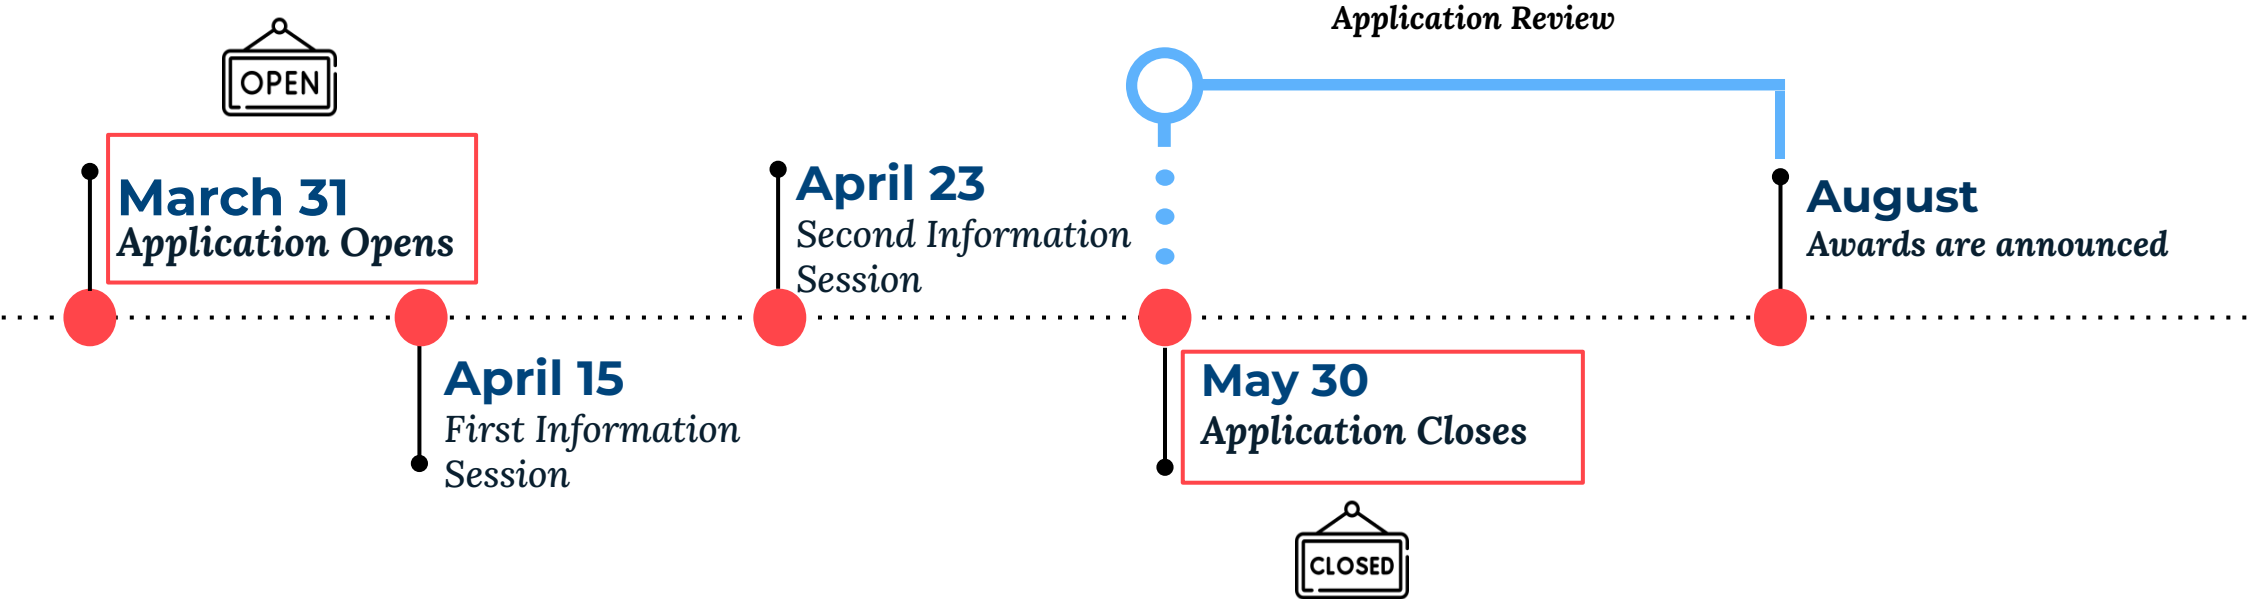 Application Review
OPEN
March 31
Application Opens
April 23
Second Information
Session
August
Awards are announced
April 15
First Information
Session
May 30
Application Closes
CLOSED